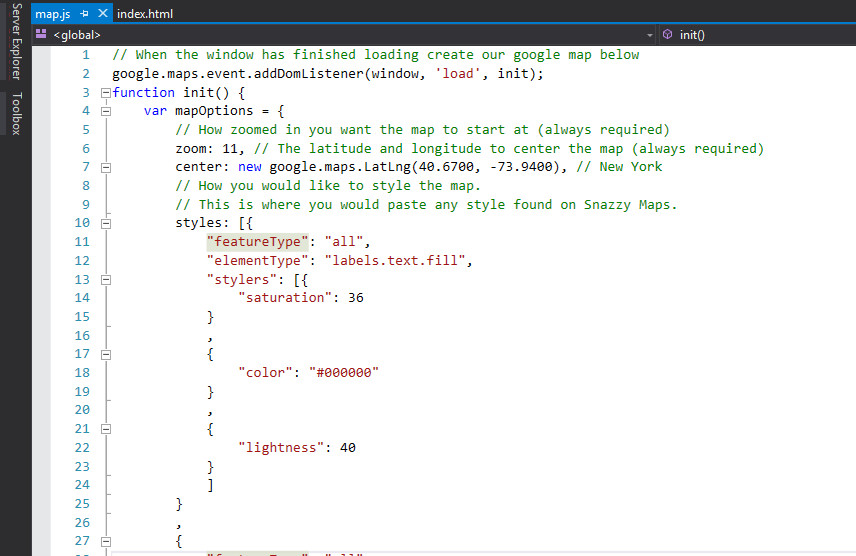 Server Explorer
Toolbox
map.js
index.html
<global>
init()
1 // When the window has finished loading create our google map below
2 google.maps.event.addDomListener(window, 'load', init);
3 function init() {
4 var mapOptions = {
5 // How zoomed in you want the map to start at (always required)
6 zoom: 11, // The latitude and longitude to center the map (always required)
7 center: new google.maps.LatLng(40.6700, -73.9400), // New York
8 // How you would like to style the map.
9 // This is where you would paste any style found on Snazzy Maps.
10 styles: [{
11 "featureType": "all",
12 "elementType": "labels.text.fill",
13 "stylers": [{
14 "saturation": 36
15 }
16 ,
17 {
18 "color": "#000000"
19 }
20 ,
21 {
22 "lightness": 40
23 }
24 ]
25 }
26 ,
27 {